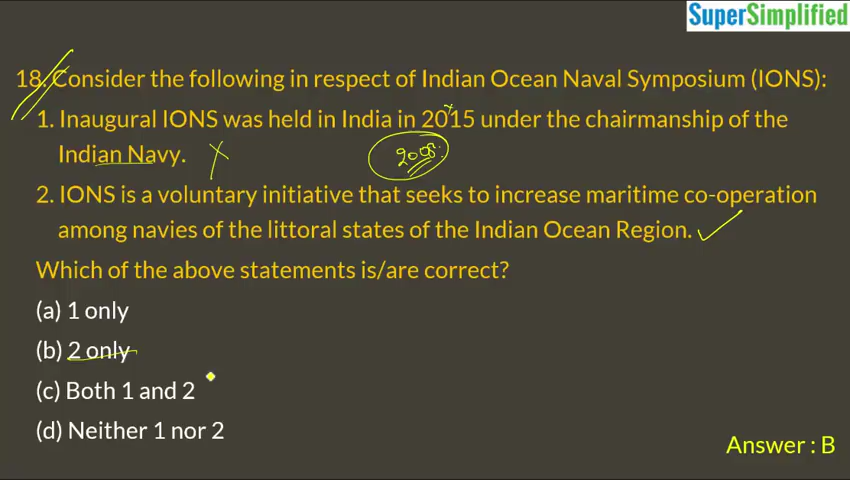 SuperSimplified
18. Consider the following in respect of Indian Ocean Naval Symposium (IONS):
1. Inaugural IONS was held in India in 2015 under the chairmanship of the
Indian Navy.
2008
2. IONS is a voluntary initiative that seeks to increase maritime co-operation
among navies of the littoral states of the Indian Ocean Region.
Which of the above statements is/are correct?
(a) 1 only
(b) 2 only
(c) Both 1 and 2
(d) Neither 1 nor 2
Answer : B